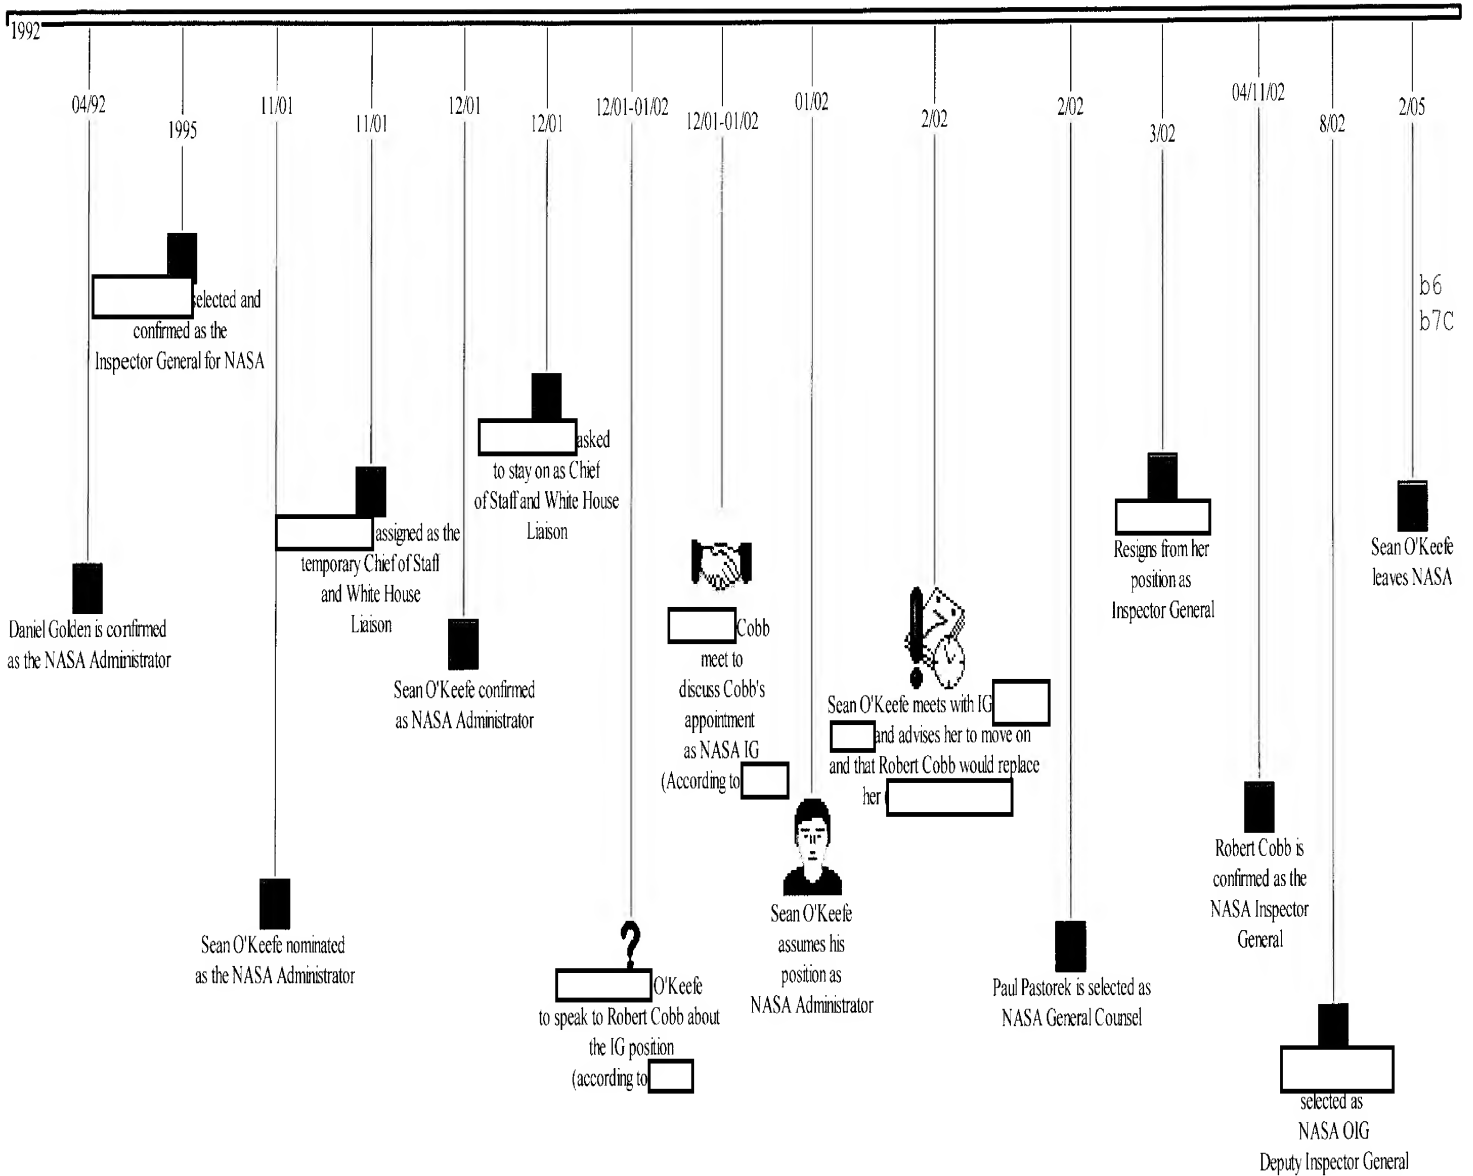 1992
04/92
1995
11/01
11/01
12/01
12/01
12/01-01/02
12/01-01/02
01/02
2/02
2/02
3/02
04/11/02
8/02
2/05
b6
b7C
Daniel Golden is confirmed
as the NASA Administrator
selected and
confirmed as the
Inspector General for NASA
Sean O'Keefe nominated
as the NASA Administrator
assigned as the
temporary Chief of Staff
and White House
Liaison
Sean O'Keefe confirmed
as NASA Administrator
asked
to stay on as Chief
of Staff and White House
Liaison
O'Keefe
to speak to Robert Cobb about
the IG position
(according to
Cobb
meet to
discuss Cobb's
appointment
as NASA IG
(According to
Sean O'Keefe
assumes his
position as
NASA Administrator
Sean O'Keefe meets with IG
and advises her to move on
and that Robert Cobb would replace
her (
Paul Pastorek is selected as
NASA General Counsel
Resigns from her
position as
Inspector General
Robert Cobb is
confirmed as the
NASA Inspector
General
selected as
NASA OIG
Deputy Inspector General
Sean O'Keefe
leaves NASA